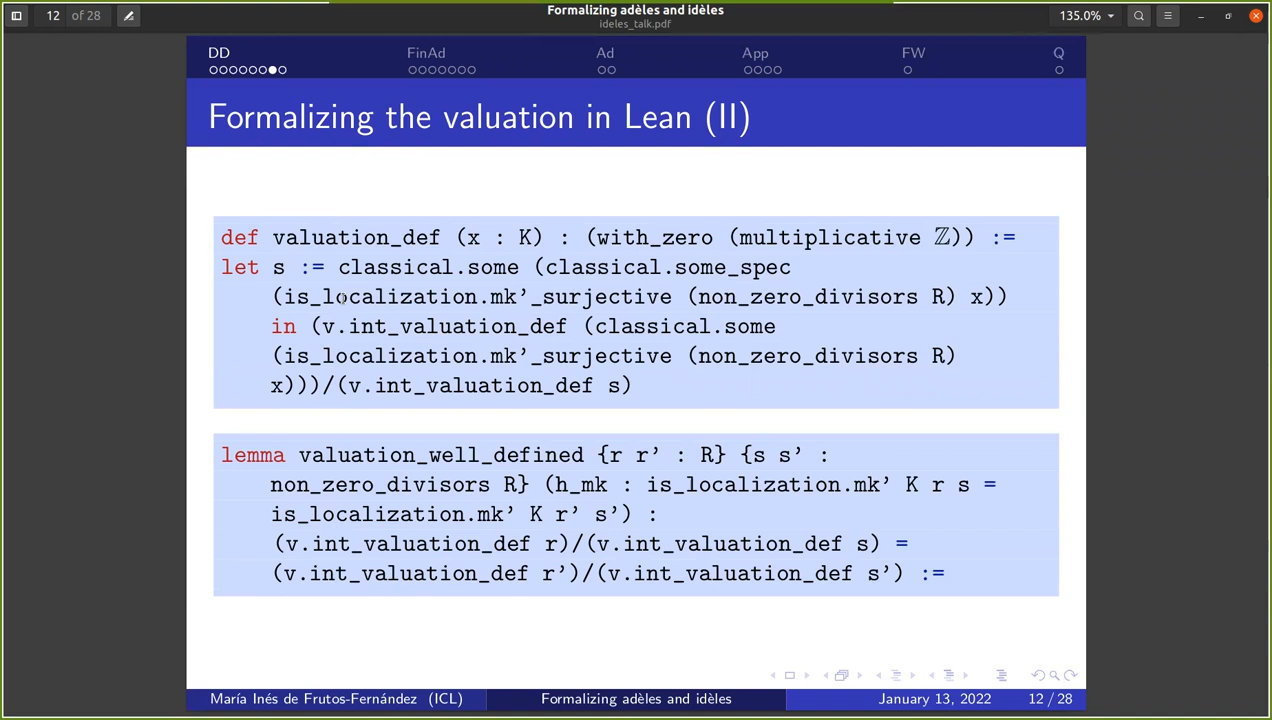 Formalizing adèles and idèles
ideles_talk.pdf
12 of 28
135.0%
DD FinAd Ad App FW Q
Formalizing the valuation in Lean (II)
def valuation_def (x : K) : (with_zero (multiplicative ℤ)) :=
let s := classical.some (classical.some_spec
(is_localization.mk’_surjective (non_zero_divisors R) x))
in (v.int_valuation_def (classical.some
(is_localization.mk’_surjective (non_zero_divisors R)
x)))/(v.int_valuation_def s)
lemma valuation_well_defined {r r’ : R} {s s’ :
non_zero_divisors R} (h_mk : is_localization.mk’ K r s =
is_localization.mk’ K r’ s’) :
(v.int_valuation_def r)/(v.int_valuation_def s) =
(v.int_valuation_def r’)/(v.int_valuation_def s’) :=
María Inés de Frutos-Fernández (ICL) Formalizing adèles and idèles January 13, 2022 12 / 28